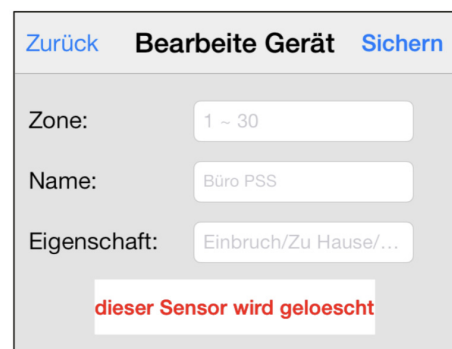 Zurück Bearbeite Gerät Sichern
Zone: 1 ~ 30
Name: Büro PSS
Eigenschaft: Einbruch/Zu Hause/...
dieser Sensor wird geloescht